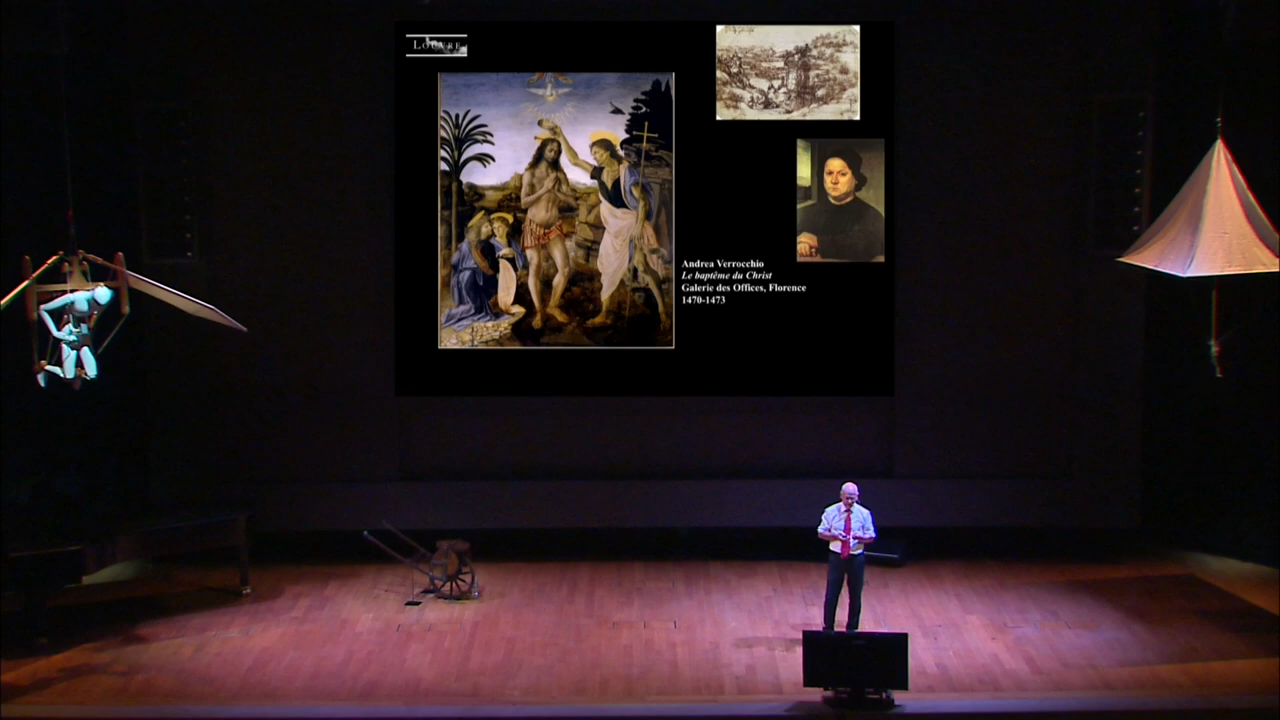 LOUVRE
Andrea Verrocchio
Le baptême du Christ
Galerie des Offices, Florence
1470-1473